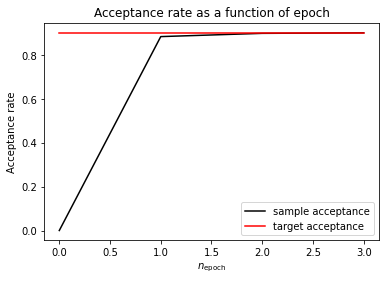 Acceptance rate as a function of epoch
Acceptance rate
0.8
0.6
0.4
0.2
0.0
sample acceptance
target acceptance
0.0 0.5 1.0 1.5 2.0 2.5 3.0
n_epoch